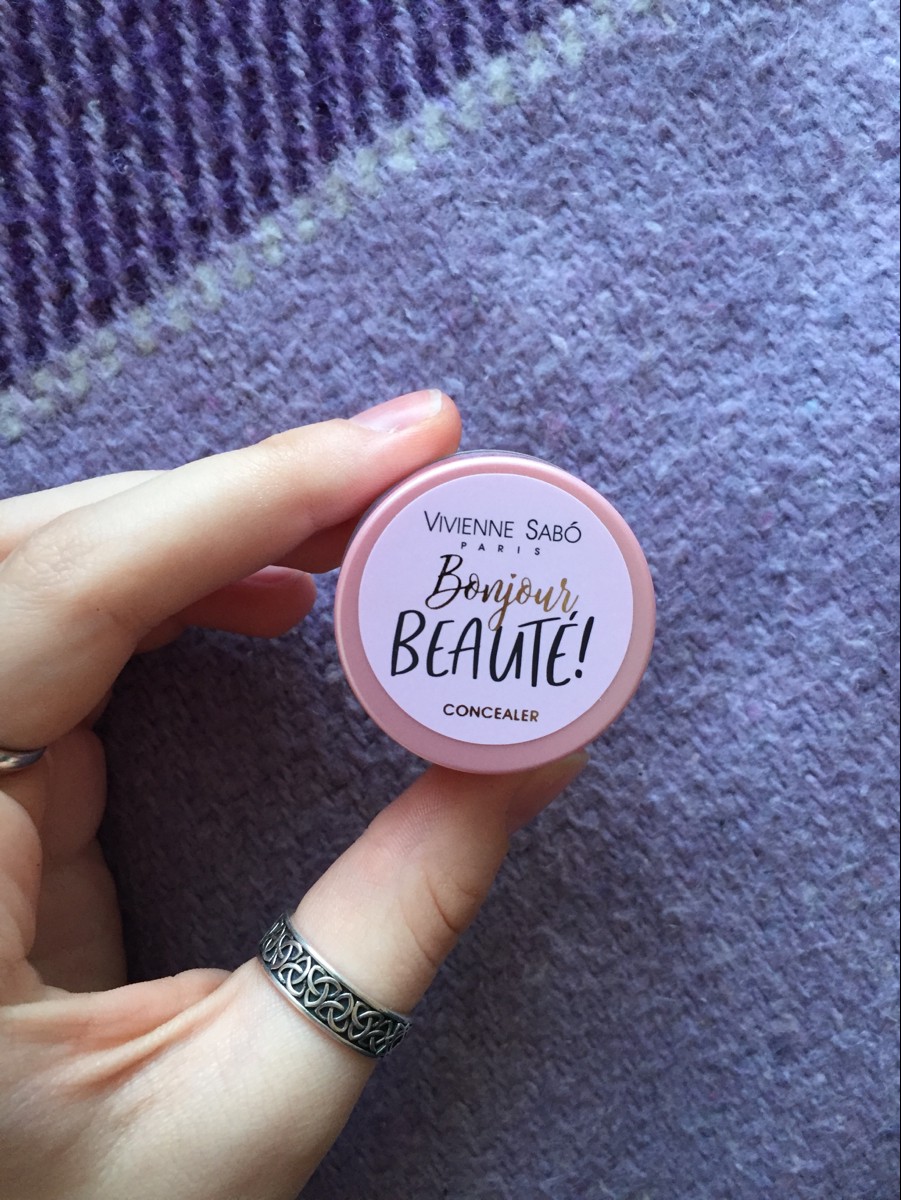 VIVIENNE SABÓ
PARIS
Bonjour
BEAUTÉ!
CONCEALER